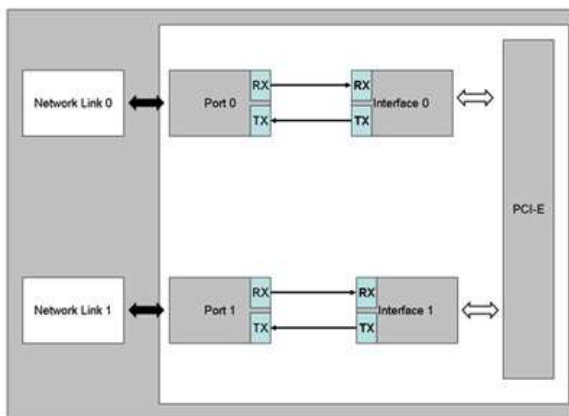 Network Link 0
Port 0
RX
TX
RX
TX
Interface 0
PCI-E
Network Link 1
Port 1
RX
TX
RX
TX
Interface 1